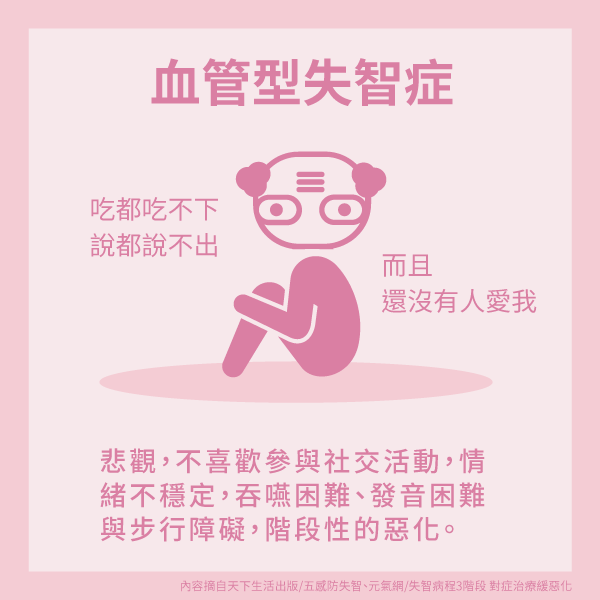 血管型失智症
吃都吃不下
說都說不出
而且
還沒有人愛我
悲觀，不喜歡參與社交活動，情
緒不穩定，吞嚥困難、發音困難
與步行障礙，階段性的惡化。
內容摘自天下生活出版/五感防失智、元氣網/失智病程3階段 對症治療緩惡化